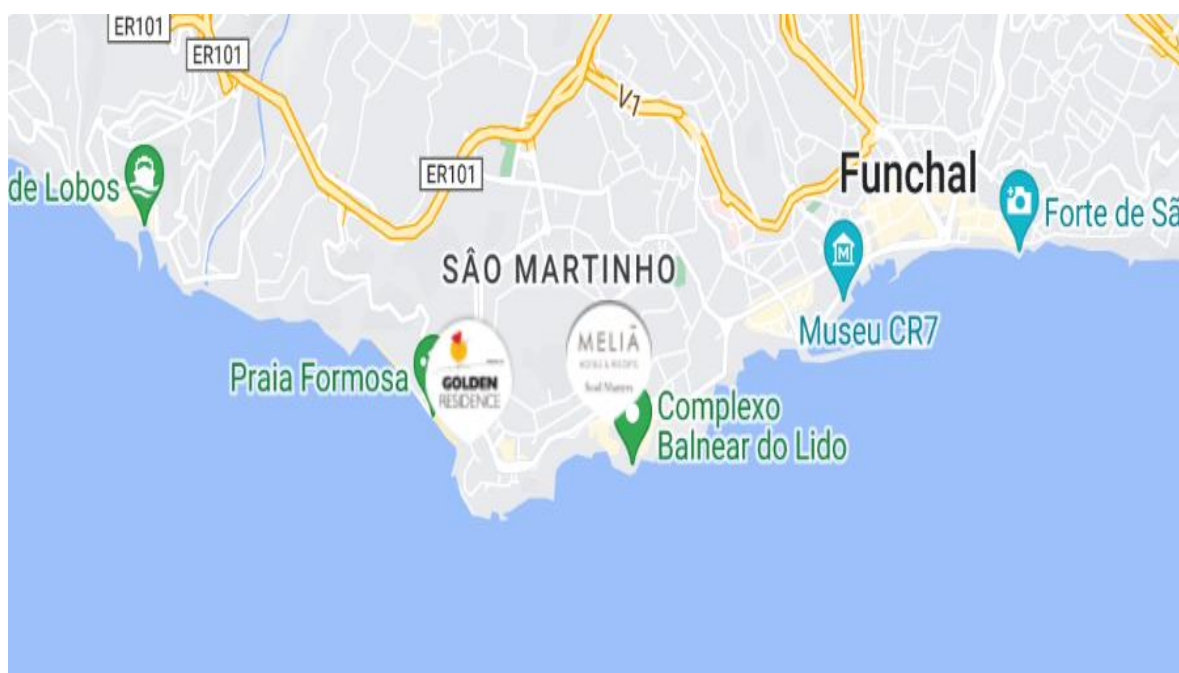 ER101
ER101
V1
ER101
Funchal
de Lobos
Forte de Sã
SÂO MARTINHO
Museu CR7
MELIÃ
Praia Formosa
GOLDEN
RESIDENCE
Complexo
Balnear do Lido
M